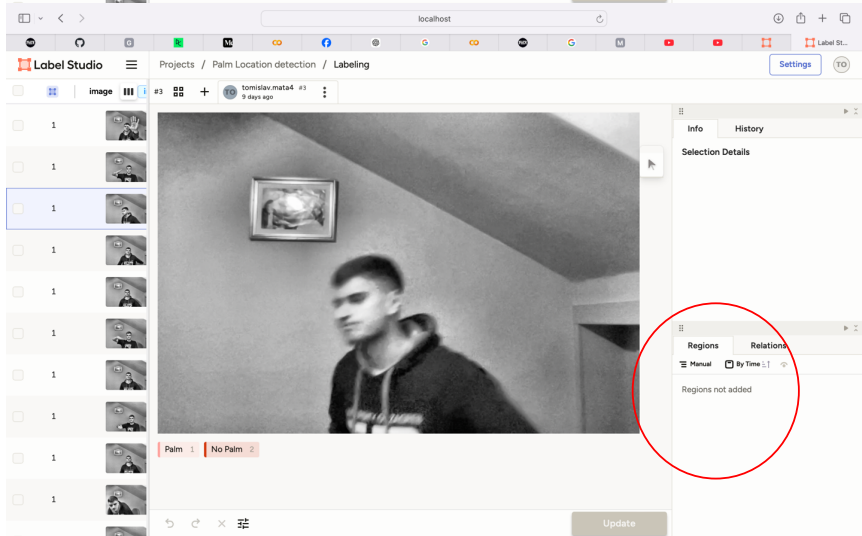 localhost
Label St...
Label Studio
Projects / Palm Location detection / Labeling
Settings
TO
image
#3
TO
tomislav.mata4 #3
9 days ago
Info
History
Selection Details
1
1
1
1
1
1
1
1
1
1
Regions
Relations
Manual
By Time
Regions not added
Palm 1
No Palm 2
Update